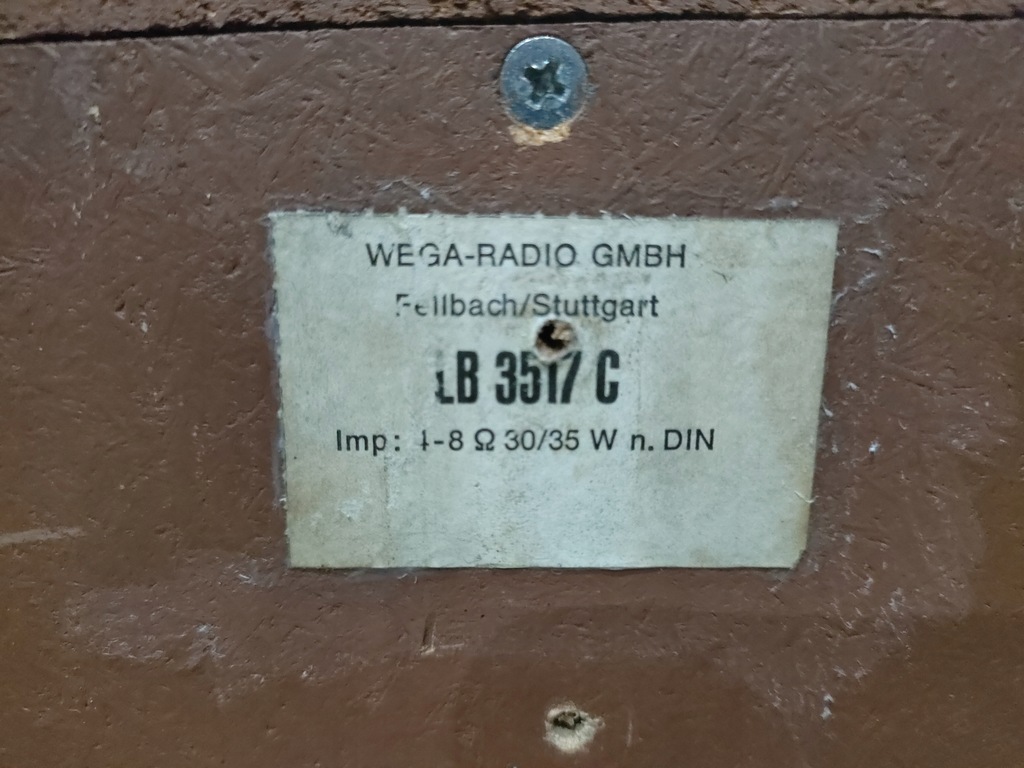 WEGA-RADIO GMBH
Fellbach/Stuttgart
LB 3517 C
Imp: 4-8 Ω 30/35 W n. DIN